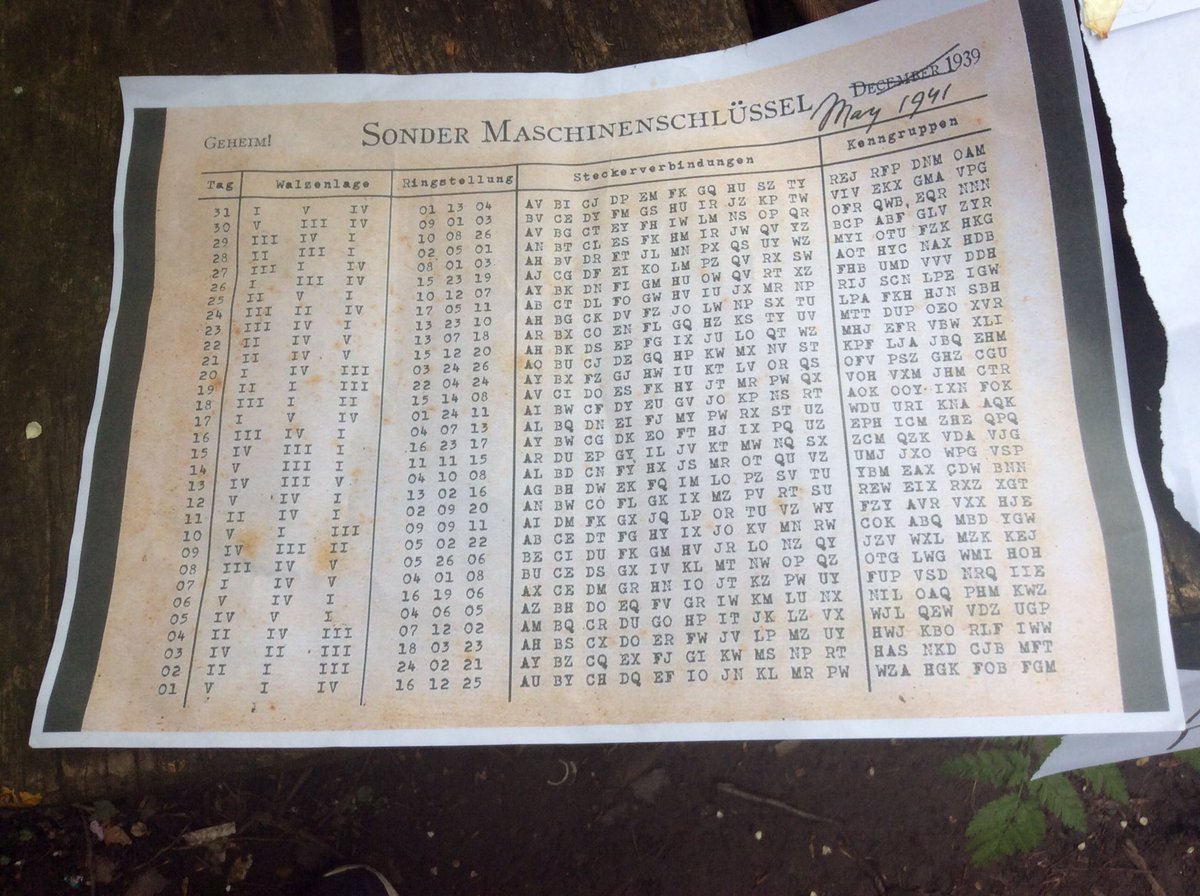 GEHEIM! SONDER MASCHINENSCHLÜSSEL DECEMBER 1939
May 1941
Tag Walzenlage Ringstellung Steckerverbindungen Kenngruppen
31 I V IV 01 13 04 AV BI CJ DP EM FK GQ HU SZ TY REJ RFP DNM OAM
30 V III IV 09 01 03 BV CE DY FM GS HU IR JZ KP TW VIV EKX GMA VPG
29 III IV I 10 08 26 AV BG CT EY FH IW LM NS OP QR OFR QWB EQR NNN
28 II III I 02 05 01 AN BT CL ES FK HM IR JW QV YZ BCP ABF GLV ZYR
27 III I IV 08 01 03 AH BV DR FT JL MN PX QS UY WZ MYI OTU FZK HKG
26 I III IV 15 23 19 AJ CG DF EI KO LM PZ QV RX SW AOT HYC NAX HDB
25 II V I 10 12 07 AY BK DN FI GM HU OW QV RT XZ FHB UMD VVV DDH
24 III II IV 17 05 11 AB CT DL FO GW HV IU JX MR NP RIJ SCN LPE IGW
23 III IV I 13 23 10 AH BG CK DV FZ JO LW NP SX TU LPA FKH HJN SBH
22 II IV I 13 07 18 AR BX CO EN FL GQ HZ KS TY UV MTT DUP OEO XVR
21 II IV V 15 12 20 AH BK DS EP FG IX JU LO QT WZ MHJ EFR VBW XLI
20 I IV III 03 24 26 AO BU CJ DE GQ HP KW MX NV ST KPF LJA JBQ EHM
19 II I III 22 04 24 AY BX FZ GJ HW IU KT LV OR QS OFV PSZ GHZ CGU
18 III II I 15 14 08 AV CI DO ES FK HY JT MR PW QX VOH VXM JHM CTR
17 I V IV 01 24 11 AI BW CF DY EU GV JO KP NS RT AOK OOY IXN FOK
16 III IV I 04 07 13 AL BQ DN EI FJ MY PW RX ST UZ WDU URI KNA AQK
15 IV III I 16 23 17 AY BW CG DK EO FT HJ IX PQ UZ EPH ICM ZHE QPQ
14 V III I 11 11 15 AR DU EP GY IL JV KT MW NQ SX ZCM QZK VDA VJG
13 IV III V 04 10 08 AL BD CN FY HX JS MR OT QU VZ UMJ JXO WPG VSP
12 V IV I 13 02 16 AG BH DW EK FQ IM LO PZ SV TU YBM EAX CDW BNN
11 II IV I 02 09 20 AN BW CO FL GK IX MZ PV RT SU REW EIX RXZ XGT
10 V I III 09 09 11 AI DM FK GX JQ LP OR TU VZ WY FZY AVR VXX HJE
09 IV III II 05 02 22 AB CE DT FG HY IX JO KV MN RW COK ABQ MBD YGW
08 III IV V 05 26 06 BE CI DU FK GM HV JR LO NZ QY JZV WXL MZK KEJ
07 I IV V 04 01 08 BU CE DS GX IV KL MT NW OP QZ OTG LWG WMI HOH
06 V IV I 16 19 06 AX CE DM GR HN IO JT KZ PW UY FUP VSD NRQ IIE
05 IV V I 04 06 05 AZ BH DO EQ FV GR IW KM LU NX NIL OAQ PHM KWZ
04 II IV III 07 12 02 AM BQ CR DU GO HP IT JK LZ VX WJL QEW VDZ UGP
03 IV II III 18 03 23 AH BS CX DO ER FW JV LP MZ UY HWJ KBO RLF IWW
02 II I III 24 02 21 AY BZ CQ EX FJ GI KW MS NP RT HAS NKD CJB MFT
01 V I IV 16 12 25 AU BY CH DQ EF IO JN KL MR PW WZA HGK FOB FGM